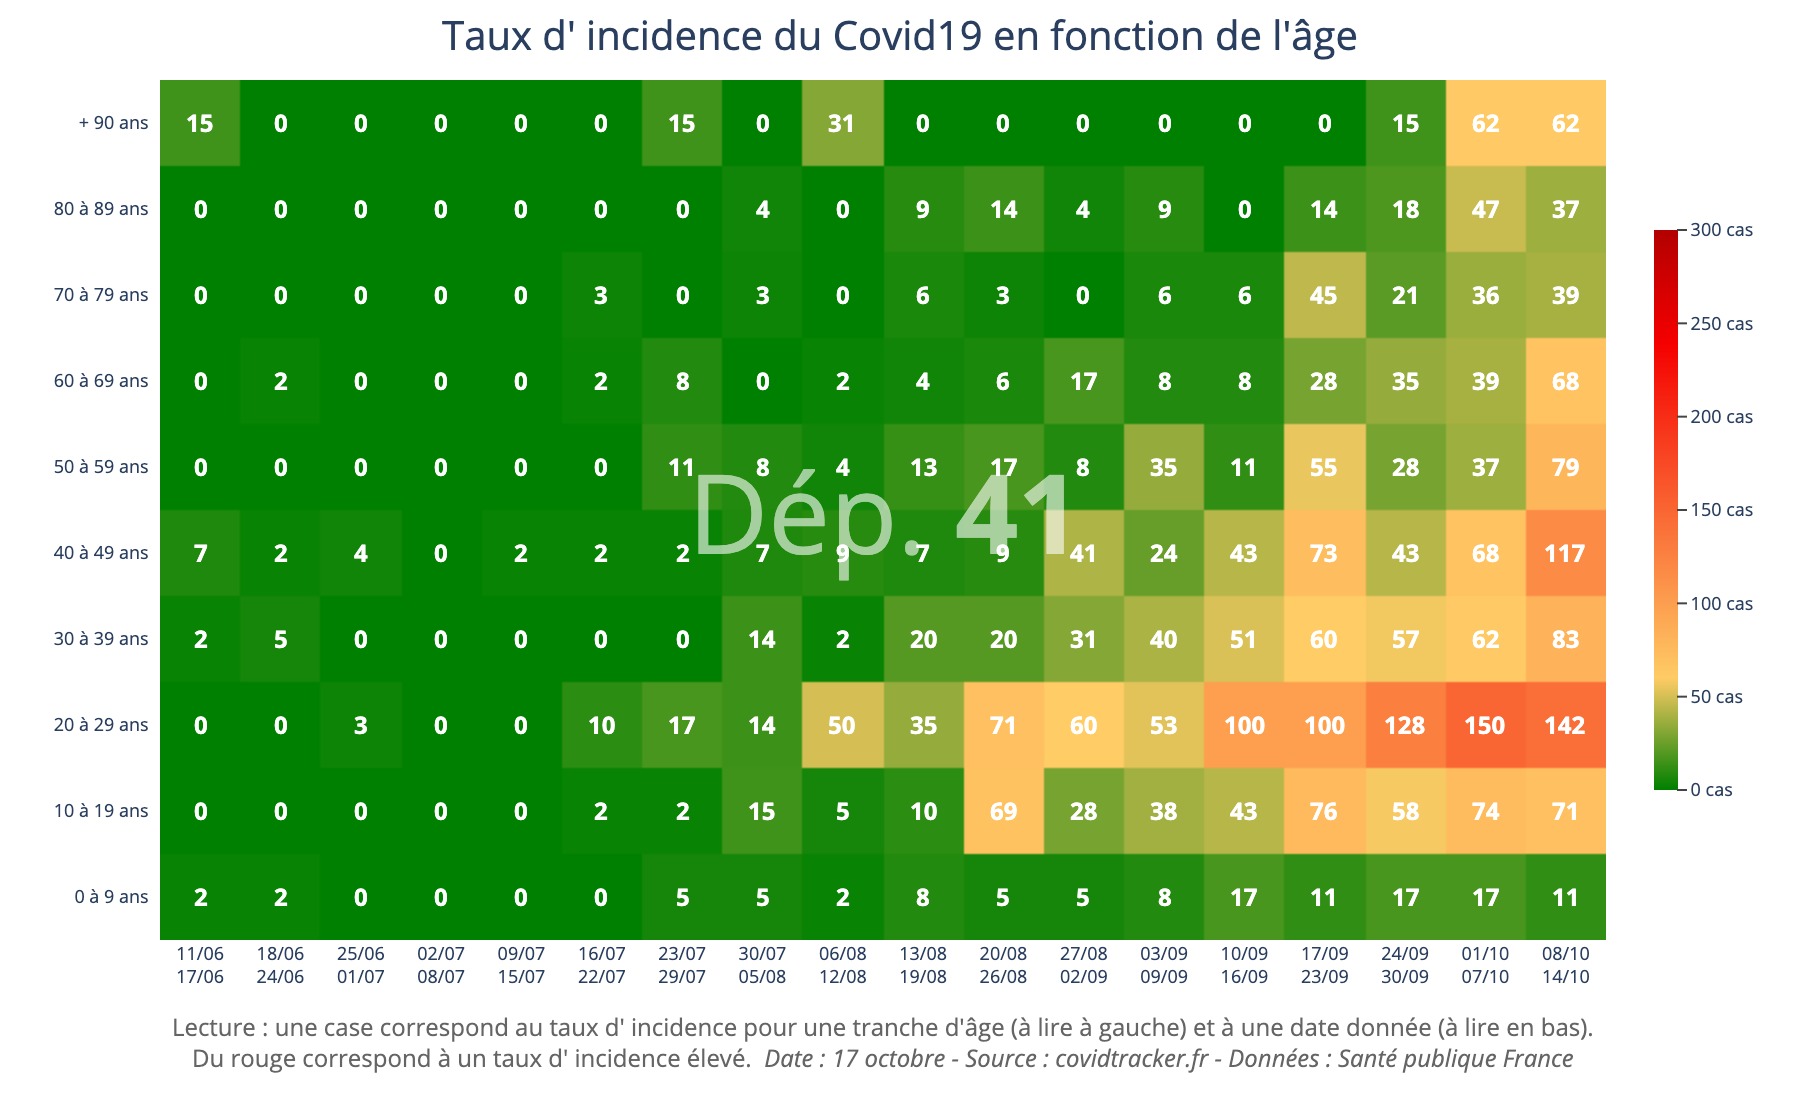 Taux d' incidence du Covid19 en fonction de l'âge
+ 90 ans 15 0 0 0 0 0 15 0 31 0 0 0 0 0 0 15 62 62
80 à 89 ans 0 0 0 0 0 0 0 4 0 9 14 4 9 0 14 18 47 37
70 à 79 ans 0 0 0 0 0 3 0 3 0 6 3 0 6 6 45 21 36 39
60 à 69 ans 0 2 0 0 0 2 8 0 2 4 6 17 8 8 28 35 39 68
50 à 59 ans 0 0 0 0 0 0 11 8 4 13 17 8 35 11 55 28 37 79
Dép. 41
40 à 49 ans 7 2 4 0 2 2 2 7 9 7 9 41 24 43 73 43 68 117
30 à 39 ans 2 5 0 0 0 0 0 14 2 20 20 31 40 51 60 57 62 83
20 à 29 ans 0 0 3 0 0 10 17 14 50 35 71 60 53 100 100 128 150 142
10 à 19 ans 0 0 0 0 0 2 2 15 5 10 69 28 38 43 76 58 74 71
0 à 9 ans 2 2 0 0 0 0 5 5 2 8 5 5 8 17 11 17 17 11
11/06 18/06 25/06 02/07 09/07 16/07 23/07 30/07 06/08 13/08 20/08 27/08 03/09 10/09 17/09 24/09 01/10 08/10
17/06 24/06 01/07 08/07 15/07 22/07 29/07 05/08 12/08 19/08 26/08 02/09 09/09 16/09 23/09 30/09 07/10 14/10
300 cas
250 cas
200 cas
150 cas
100 cas
50 cas
0 cas
Lecture : une case correspond au taux d' incidence pour une tranche d'âge (à lire à gauche) et à une date donnée (à lire en bas).
Du rouge correspond à un taux d' incidence élevé. Date : 17 octobre - Source : covidtracker.fr - Données : Santé publique France